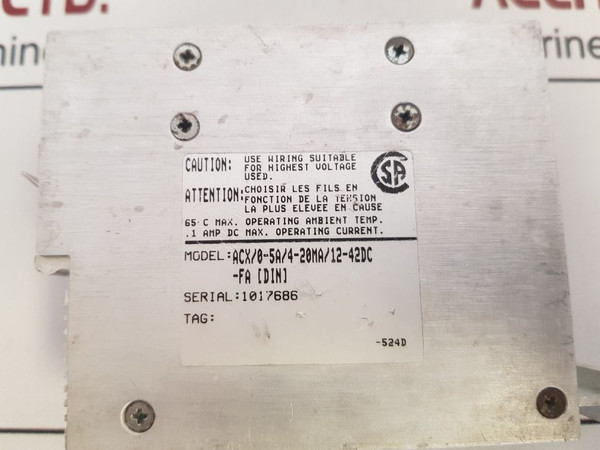 CTD.
CAUTION: USE WIRING SUITABLE
FOR HIGHEST VOLTAGE
USED.
ATTENTION: CHOISIR LES FILS EN
FONCTION DE LA TENSION
LA PLUS ELEVEE EN CAUSE
65°C MAX. OPERATING AMBIENT TEMP.
.1 AMP DC MAX. OPERATING CURRENT.
MODEL: ACX/0-5A/4-20MA/12-42DC
-FA [DIN]
SERIAL:1017686
TAG:
-524D